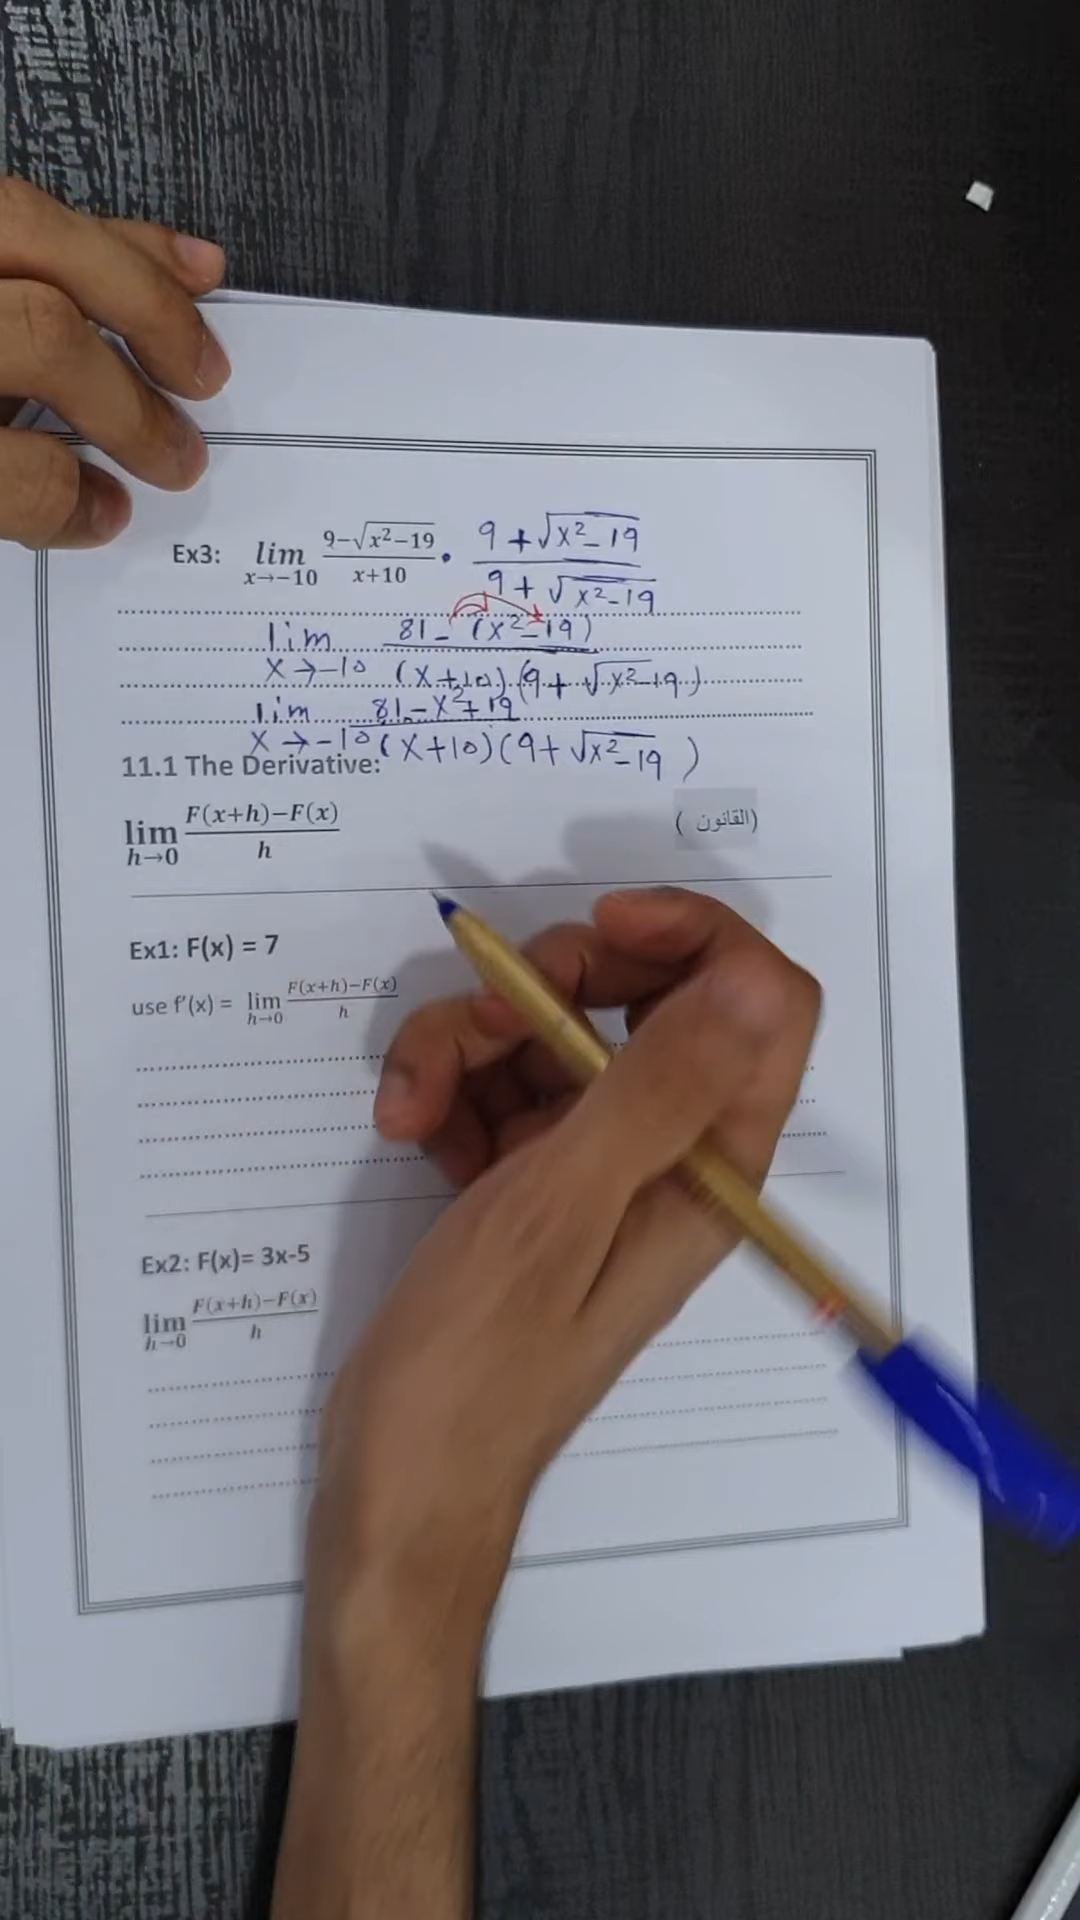 Ex3: lim x→-10 9-√x²-19 / x+10 · 9+√x²-19 / 9+√x²-19
lim x→-10 81-(x²-19) / (x+10)(9+√x²-19)
lim x→-10 81-x²+19 / (x+10)(9+√x²-19)
11.1 The Derivative:
lim h→0 F(x+h)-F(x) / h (القانون )
Ex1: F(x) = 7
use f'(x) = lim h→0 F(x+h)-F(x) / h
Ex2: F(x)= 3x-5
lim h→0 F(x+h)-F(x) / h